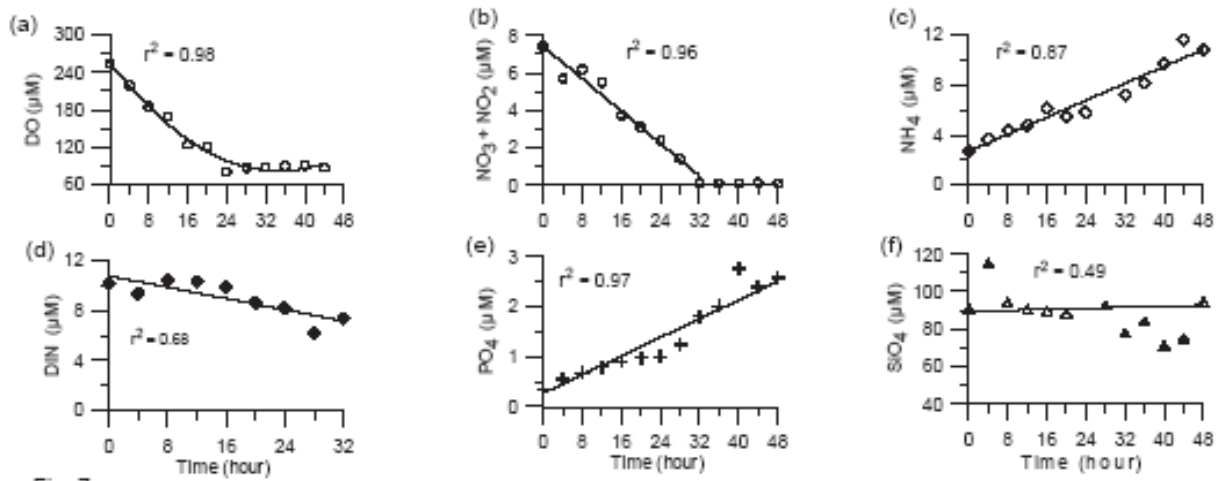 (a)
300
240
180
120
60
DO (µM)
r² = 0.98
0 8 16 24 32 40 48
(b)
8
6
4
2
0
NO₃ + NO₂ (µM)
r² = 0.96
0 8 16 24 32 40 48
(c)
12
8
4
0
NH₄ (µM)
r² = 0.87
0 8 16 24 32 40 48
(d)
12
8
4
0
DIN (µM)
r² = 0.68
0 8 16 24 32
Time (hour)
(e)
3
2
1
0
PO₄ (µM)
r² = 0.97
0 8 16 24 32 40 48
Time (hour)
(f)
120
100
80
60
40
SiO₄ (µM)
r² = 0.49
0 8 16 24 32 40 48
Time (hour)